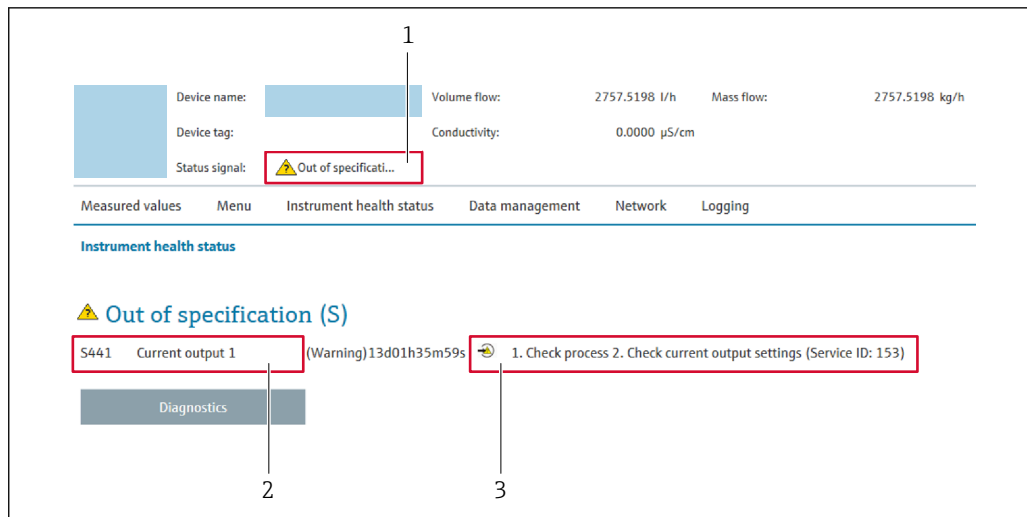 1
Device name: Volume flow: 2757.5198 l/h Mass flow: 2757.5198 kg/h
Device tag: Conductivity: 0.0000 µS/cm
Status signal: Out of specificati...
Measured values Menu Instrument health status Data management Network Logging
Instrument health status
Out of specification (S)
S441 Current output 1 (Warning)13d01h35m59s 1. Check process 2. Check current output settings (Service ID: 153)
Diagnostics
2 3